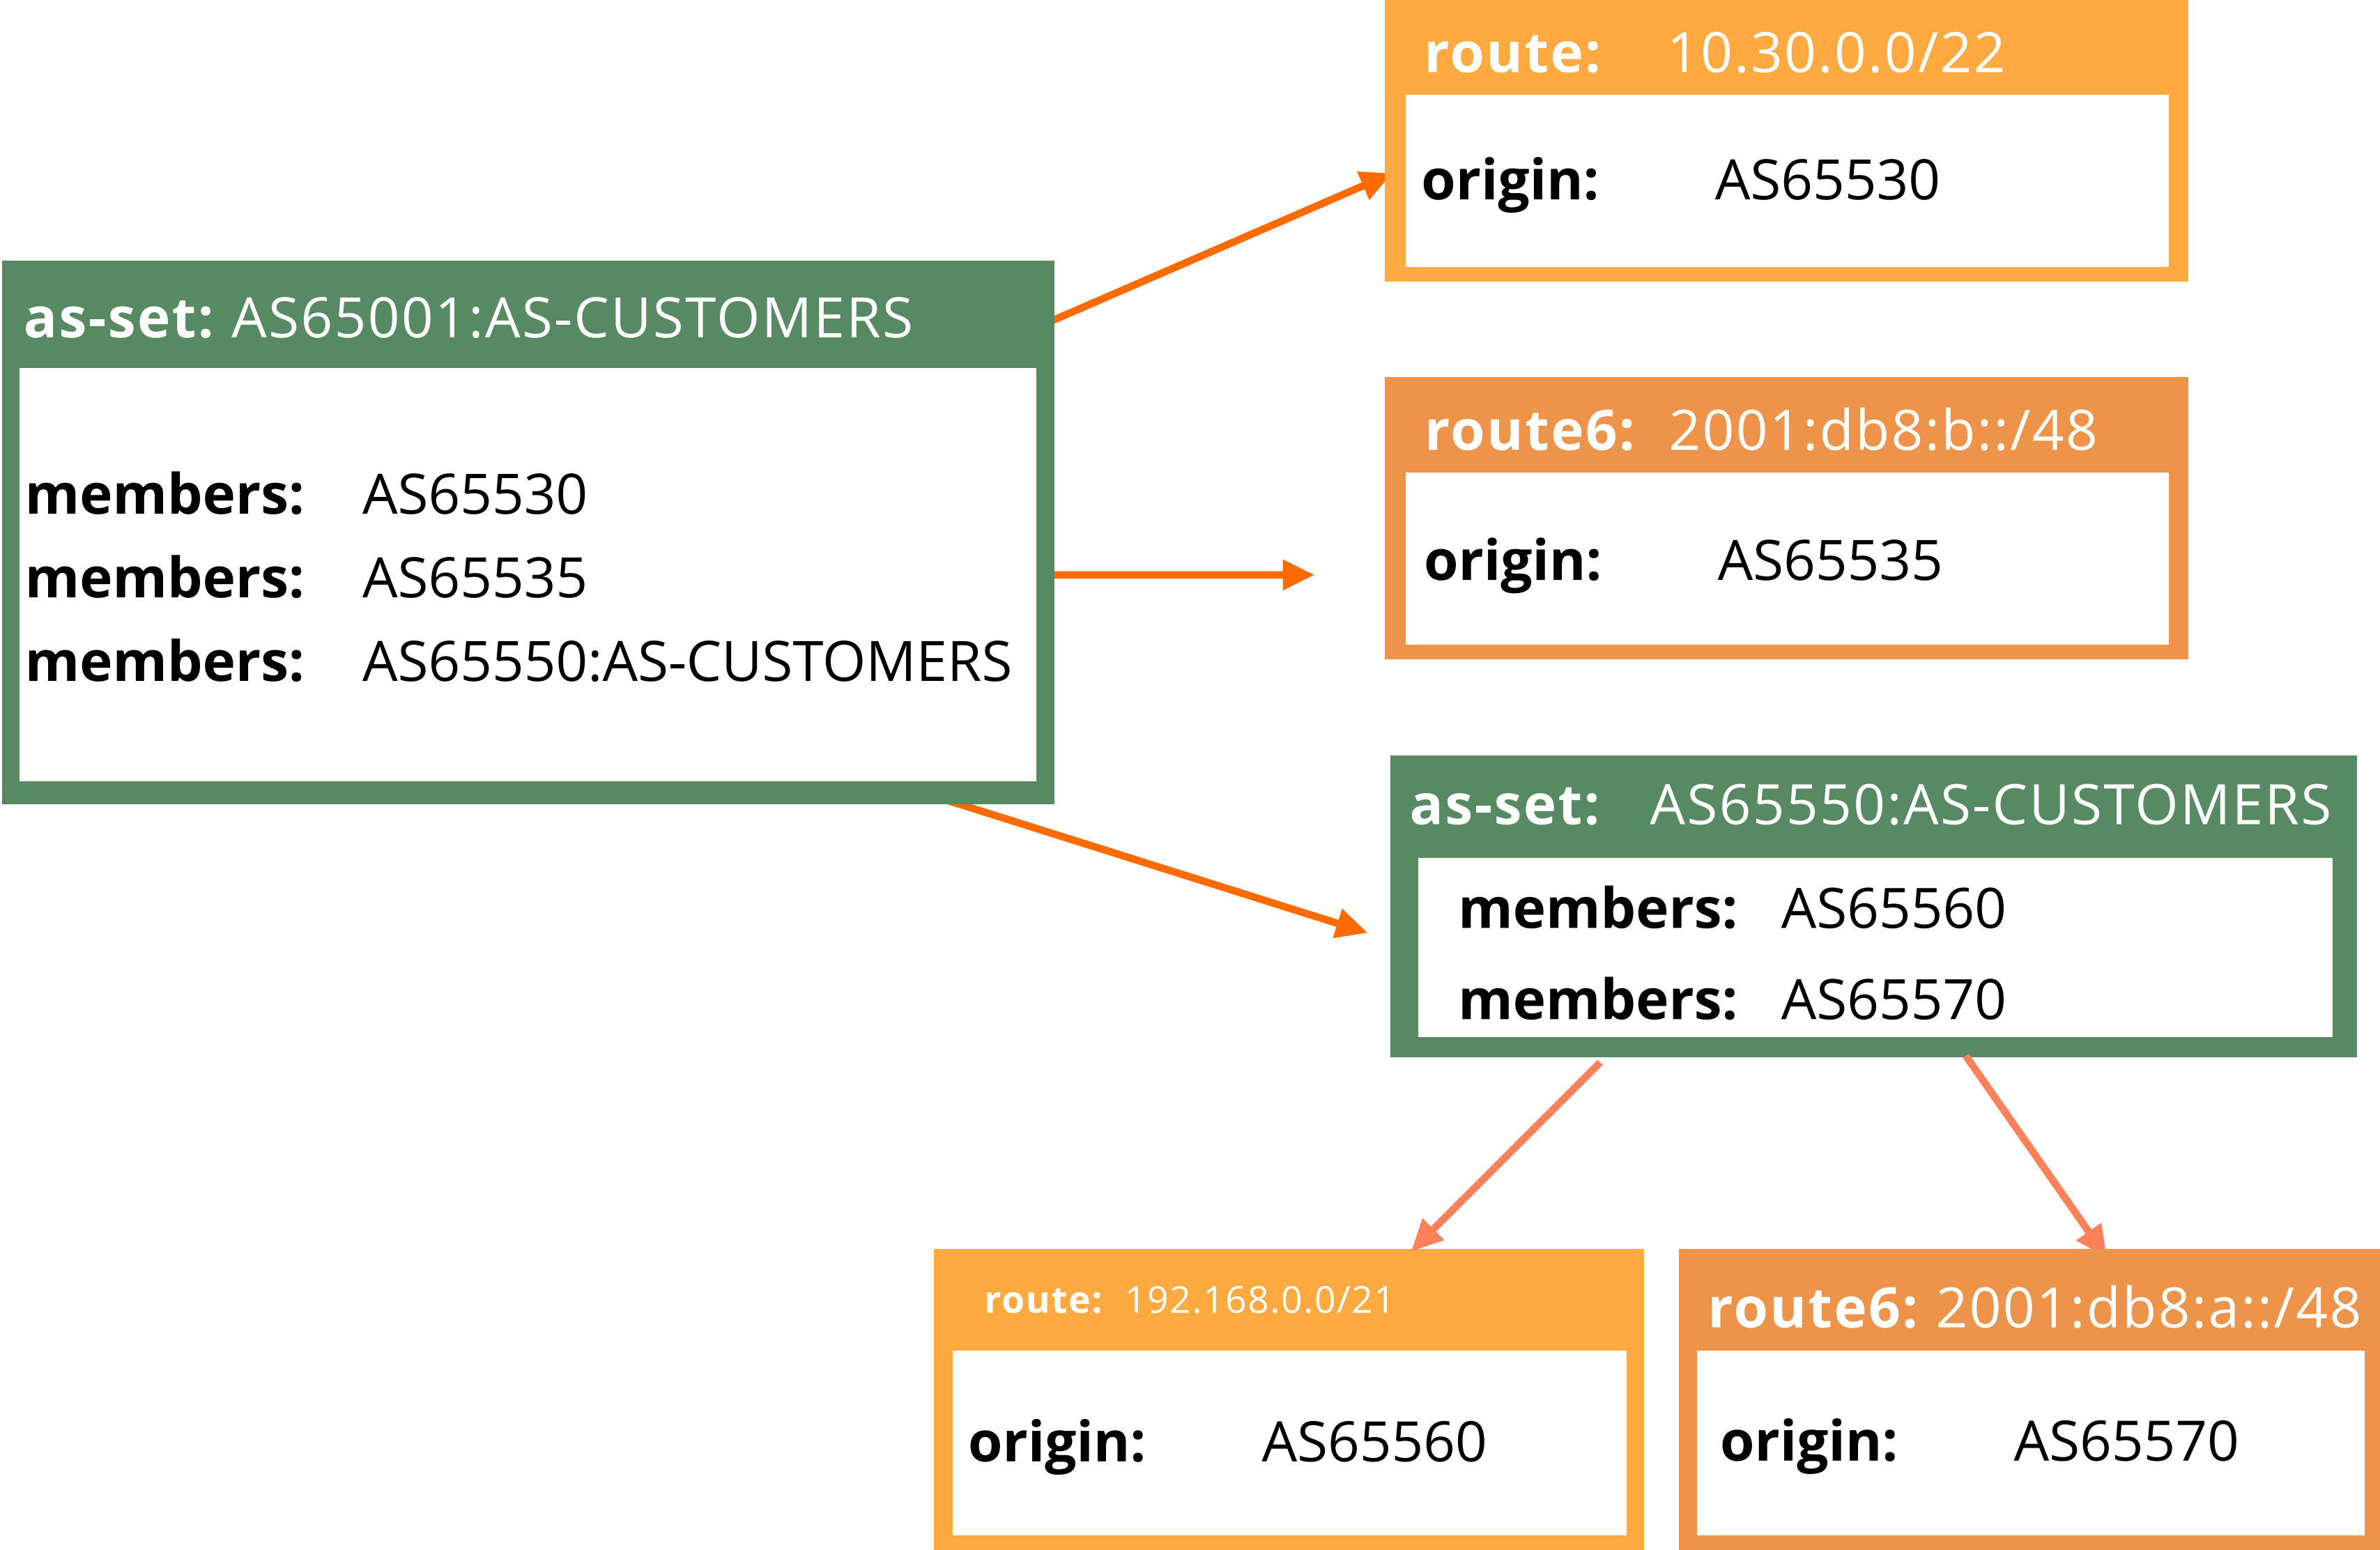 route: 10.30.0.0/22
origin: AS65530
as-set: AS65001:AS-CUSTOMERS
members: AS65530
members: AS65535
members: AS65550:AS-CUSTOMERS
route6: 2001:db8:b::/48
origin: AS65535
as-set: AS65550:AS-CUSTOMERS
members: AS65560
members: AS65570
route: 192.168.0.0/21
origin: AS65560
route6: 2001:db8:a::/48
origin: AS65570